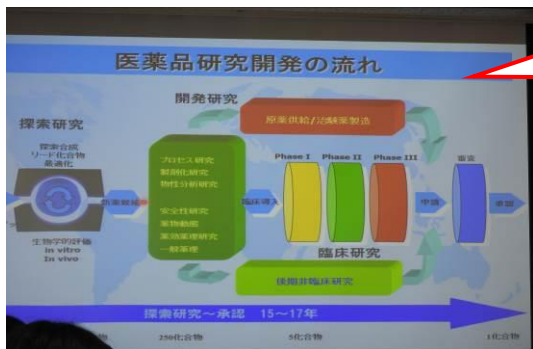 医薬品研究開発の流れ
開発研究
原薬供給/治験薬製造
探索研究
探索合成
リード化合物
最適化
生物学的評価
in vitro
In vivo
プロセス研究
製剤化研究
物性分析研究
安全性研究
薬物動態
薬効薬理研究
一般薬理
臨床導入
Phase I
Phase II
Phase III
臨床研究
後期非臨床研究
申請
審査
承認
探索研究～承認 15～17年
250化合物
5化合物
1化合物